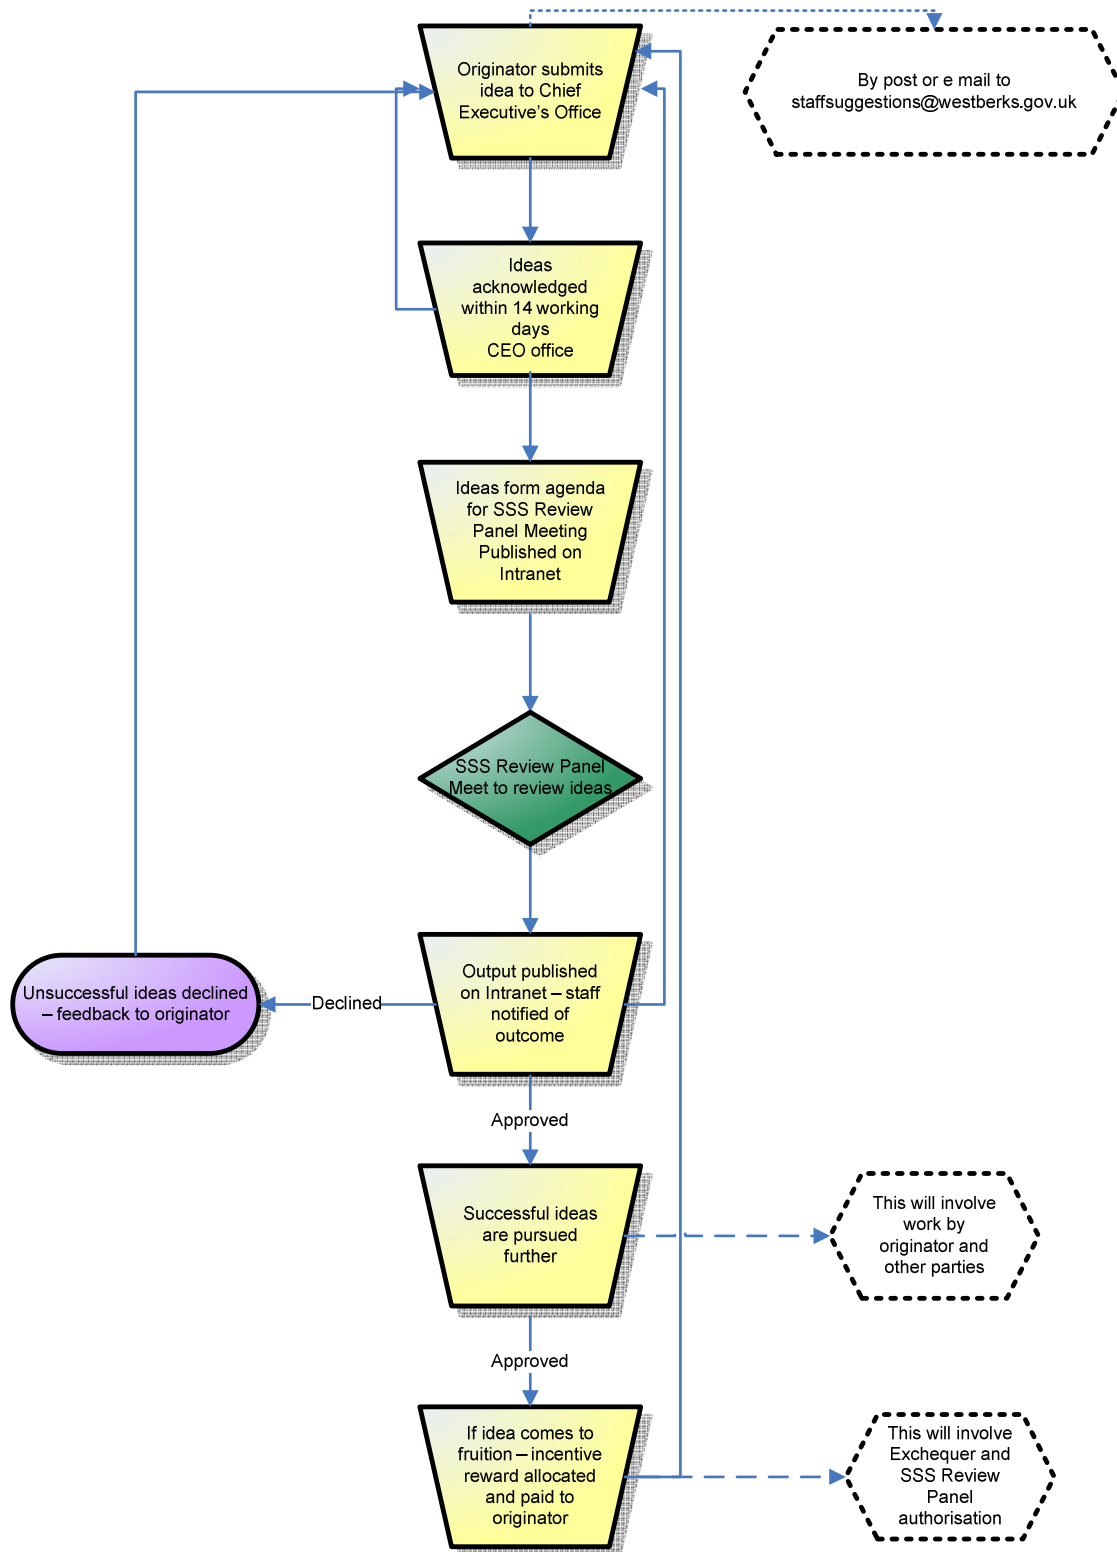 Originator submits
idea to Chief
Executive's Office
By post or e mail to
staffsuggestions@westberks.gov.uk
Ideas
acknowledged
within 14 working
days
CEO office
Ideas form agenda
for SSS Review
Panel Meeting
Published on
Intranet
SSS Review Panel
Meet to review ideas
Output published
on Intranet – staff
notified of
outcome
Declined
Unsuccessful ideas declined
– feedback to originator
Approved
Successful ideas
are pursued
further
This will involve
work by
originator and
other parties
Approved
If idea comes to
fruition – incentive
reward allocated
and paid to
originator
This will involve
Exchequer and
SSS Review
Panel
authorisation